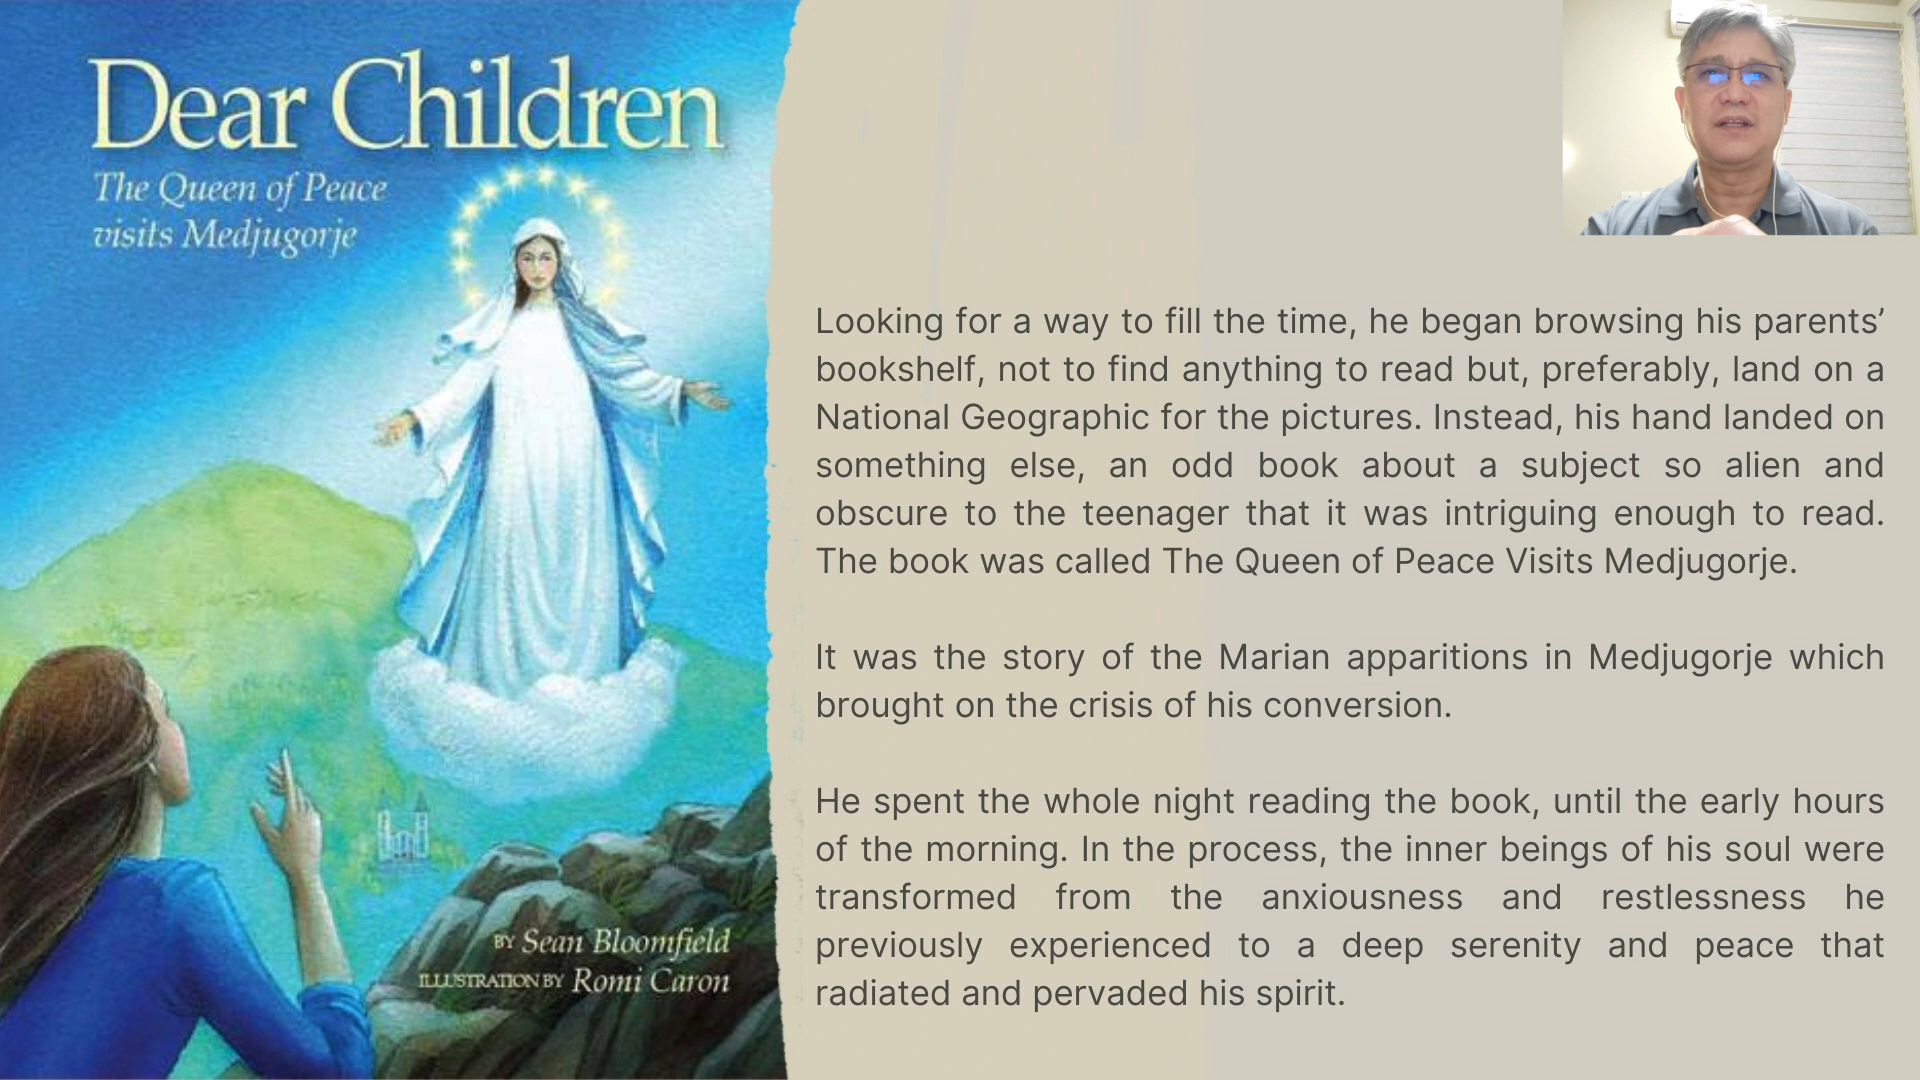 Dear Children
The Queen of Peace
visits Medjugorje
BY Sean Bloomfield
ILLUSTRATION BY Romi Caron
Looking for a way to fill the time, he began browsing his parents’
bookshelf, not to find anything to read but, preferably, land on a
National Geographic for the pictures. Instead, his hand landed on
something else, an odd book about a subject so alien and
obscure to the teenager that it was intriguing enough to read.
The book was called The Queen of Peace Visits Medjugorje.
It was the story of the Marian apparitions in Medjugorje which
brought on the crisis of his conversion.
He spent the whole night reading the book, until the early hours
of the morning. In the process, the inner beings of his soul were
transformed from the anxiousness and restlessness he
previously experienced to a deep serenity and peace that
radiated and pervaded his spirit.